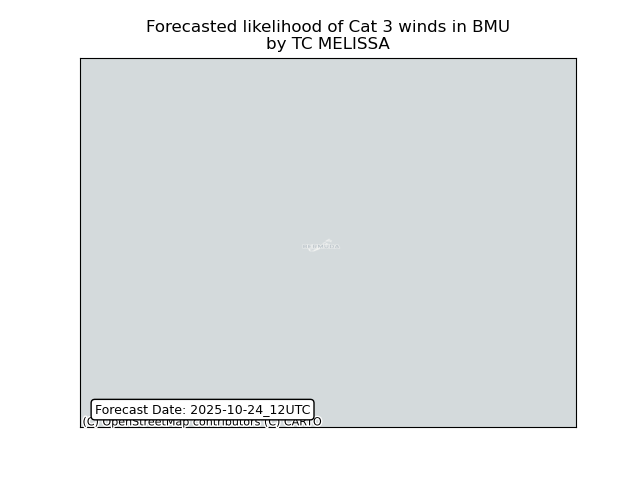 Forecasted likelihood of Cat 3 winds in BMU
by TC MELISSA
BERMUDA
Forecast Date: 2025-10-24_12UTC
(C) OpenStreetMap contributors (C) CARTO